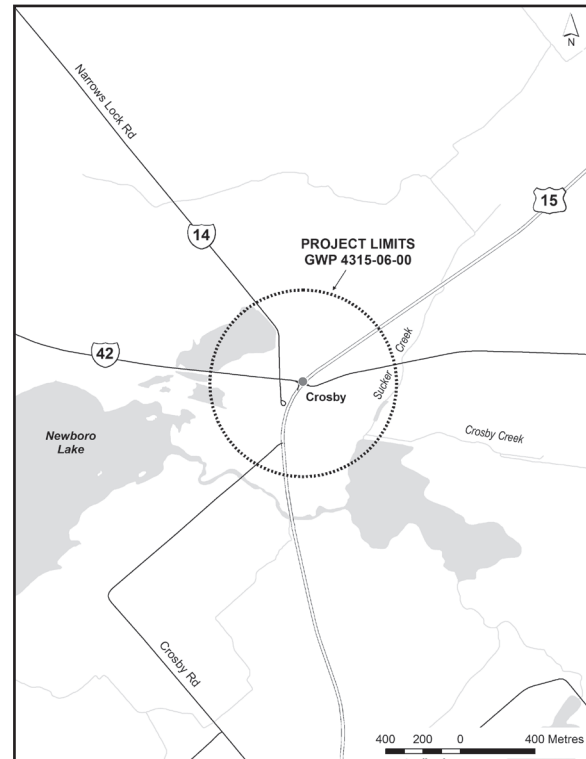 N
Narrows Lock Rd
15
14
PROJECT LIMITS
GWP 4315-06-00
42
Sucker Creek
Crosby
Newboro
Lake
Crosby Creek
Crosby Rd
400 200 0 400 Metres